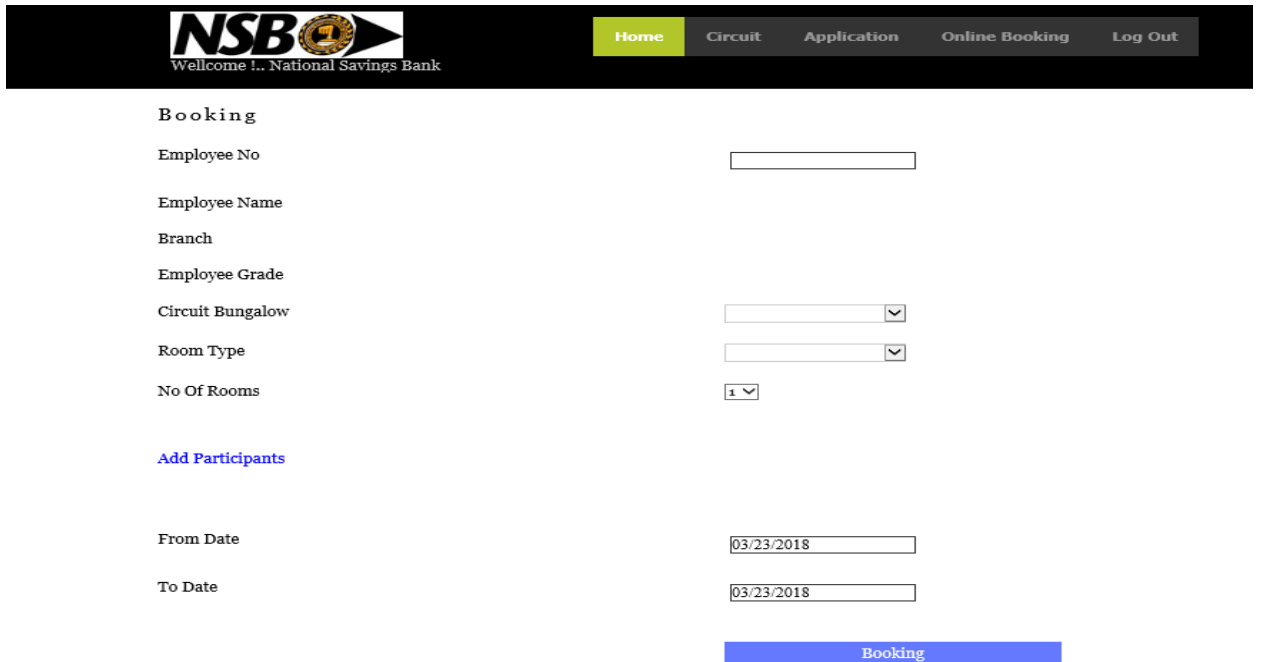 NSB
Home Circuit Application Online Booking Log Out
Wellcome !.. National Savings Bank
Booking
Employee No
Employee Name
Branch
Employee Grade
Circuit Bungalow
Room Type
No Of Rooms 1
Add Participants
From Date 03/23/2018
To Date 03/23/2018
Booking